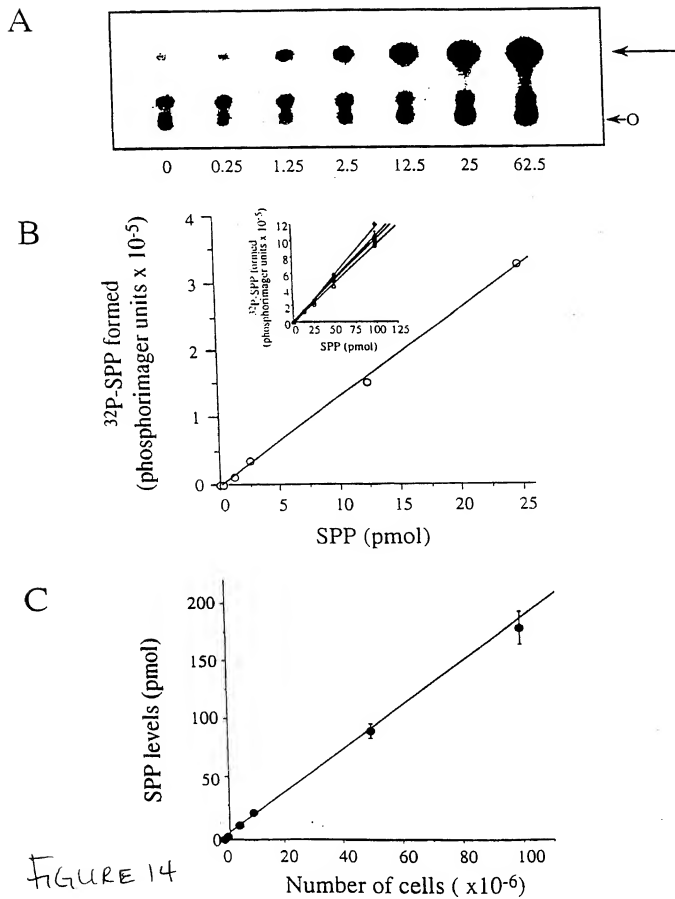 A
O
0 0.25 1.25 2.5 12.5 25 62.5
B
32P-SPP formed
(phosphorimager units x 10-5)
4
3
2
1
0
0 5 10 15 20 25
SPP (pmol)
32P-SPP formed
(phosphorimager units x 10-5)
12
10
8
6
4
2
0
0 25 50 75 100 125
SPP (pmol)
C
SPP levels (pmol)
200
150
100
50
0
0 20 40 60 80 100
Number of cells ( x10-6)
FIGURE 14